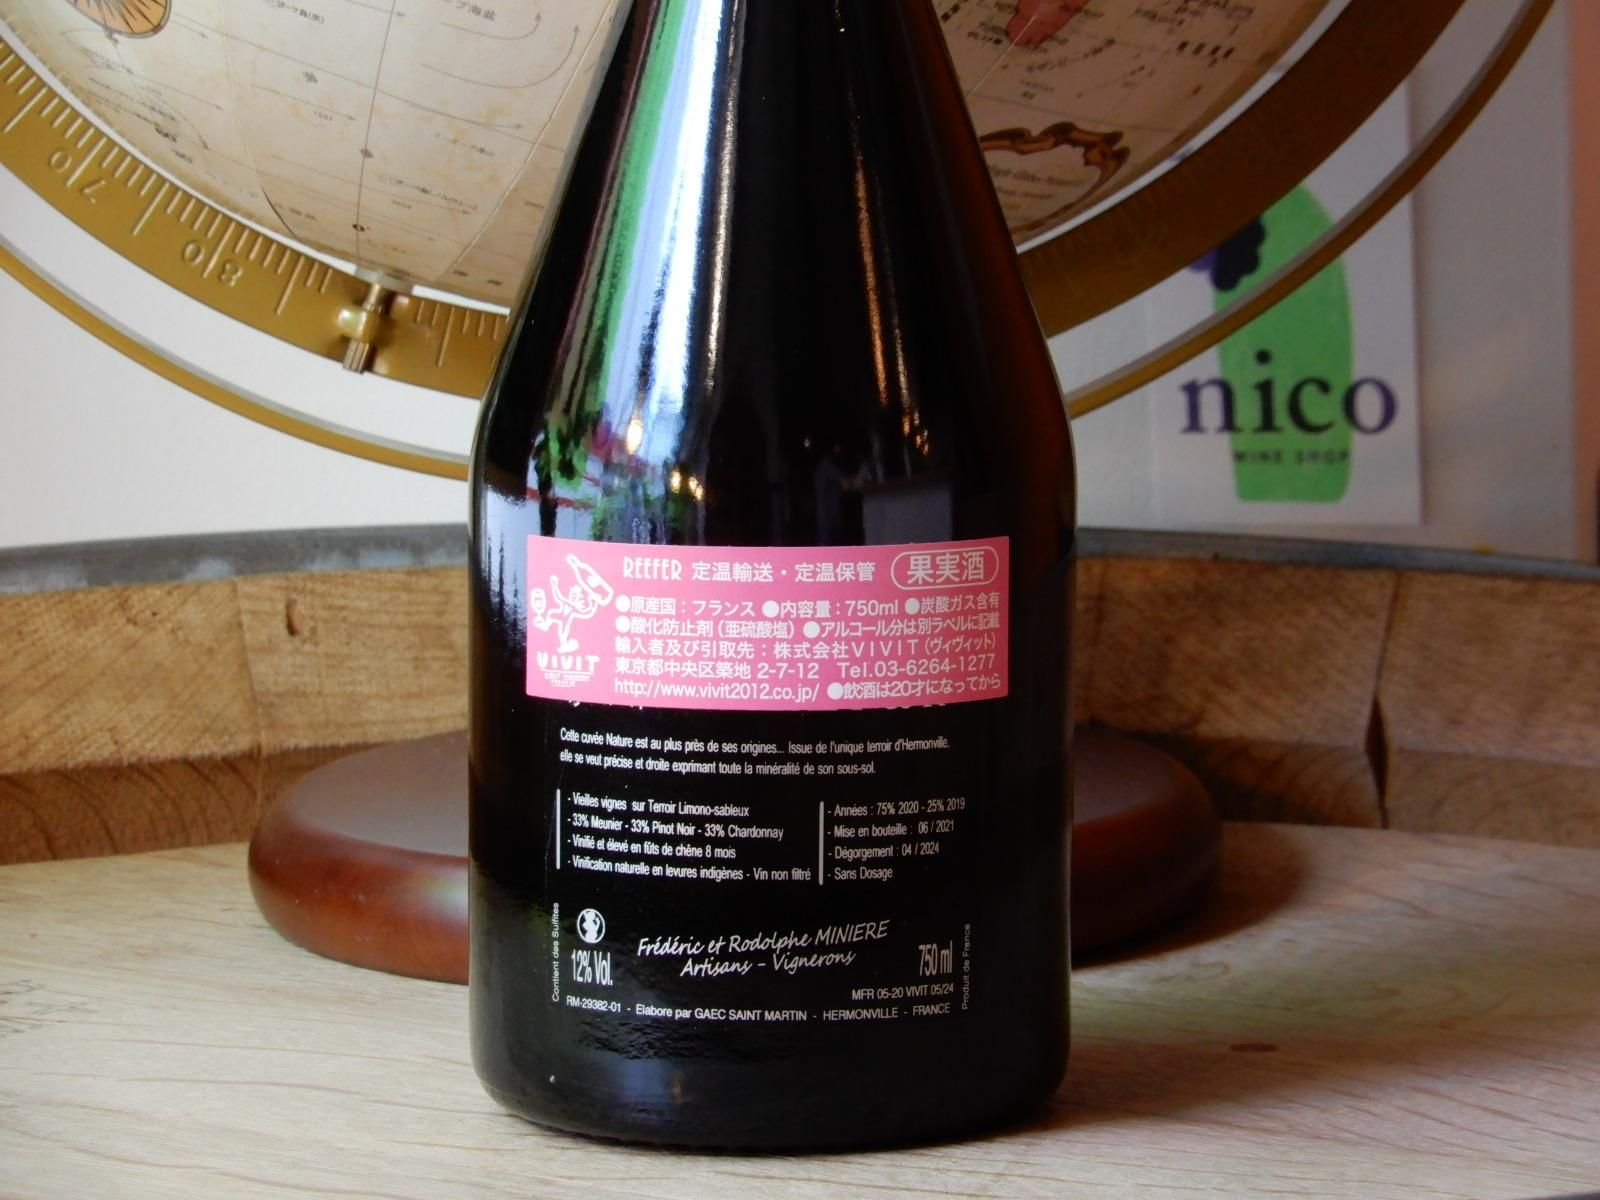 70
80
nico
WINE SHOP
REEFER 定温輸送・定温保管 果実酒
●原産国：フランス ●内容量：750ml ●炭酸ガス含有
●酸化防止剤（亜硫酸塩） ●アルコール分は別ラベルに記載
輸入者及び引取先：株式会社VIVIT（ヴィヴィット）
東京都中央区築地 2-7-12 Tel.03-6264-1277
http://www.vivit2012.co.jp/ ●飲酒は20才になってから
VIVIT
Cette cuvée Nature est au plus près de ses origines... Issue de l'unique terroir d'Hermonville.
elle se veut précise et droite exprimant toute la minéralité de son sous-sol.
- Vieilles vignes sur Terroir Limono-sableux
- 33% Meunier - 33% Pinot Noir - 33% Chardonnay
- Vinifié et élevé en fûts de chêne 8 mois
- Vinification naturelle en levures indigènes - Vin non filtré
- Années : 75% 2020 - 25% 2019
- Mise en bouteille : 06 / 2021
- Dégorgement : 04 / 2024
- Sans Dosage
Contient des Sulfites
12% Vol.
Frédéric et Rodolphe MINIERE
Artisans - Vignerons
750 ml
Produit de France
MFR 05-20 VIVIT 05/24
RM-29382-01 - Elabore par GAEC SAINT MARTIN - HERMONVILLE - FRANCE